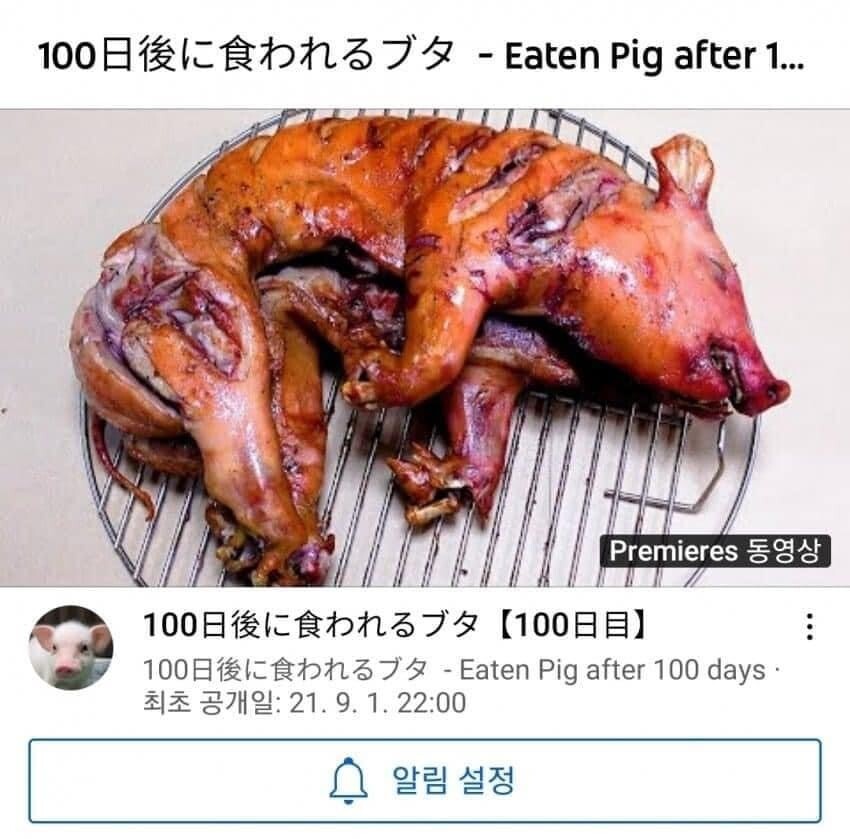 100日後に食われるブタ - Eaten Pig after 1...
Premieres 동영상
100日後に食われるブタ【100日目】
100日後に食われるブタ - Eaten Pig after 100 days ·
최초 공개일: 21. 9. 1. 22:00
알림 설정